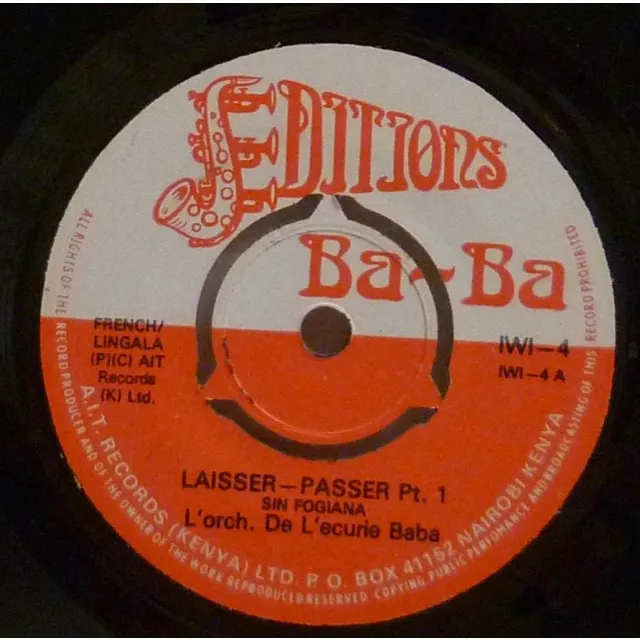 EDITIONS
Ba-Ba
FRENCH/
LINGALA
(P)(C) AIT
Records
(K) Ltd.
IWI-4
IWI-4 A
LAISSER-PASSER Pt. 1
SIN FOGIANA
L'orch. De L'ecurie Baba
A.I.T. RECORDS (KENYA) LTD. P.O. BOX 41152 NAIROBI KENYA
ALL RIGHTS OF THE RECORD PRODUCER AND OF THE OWNER OF THE WORK REPRODUCED RESERVED COPYING, PUBLIC PERFOMANCE AND BROADCASTING OF THIS RECORD PROHIBITED